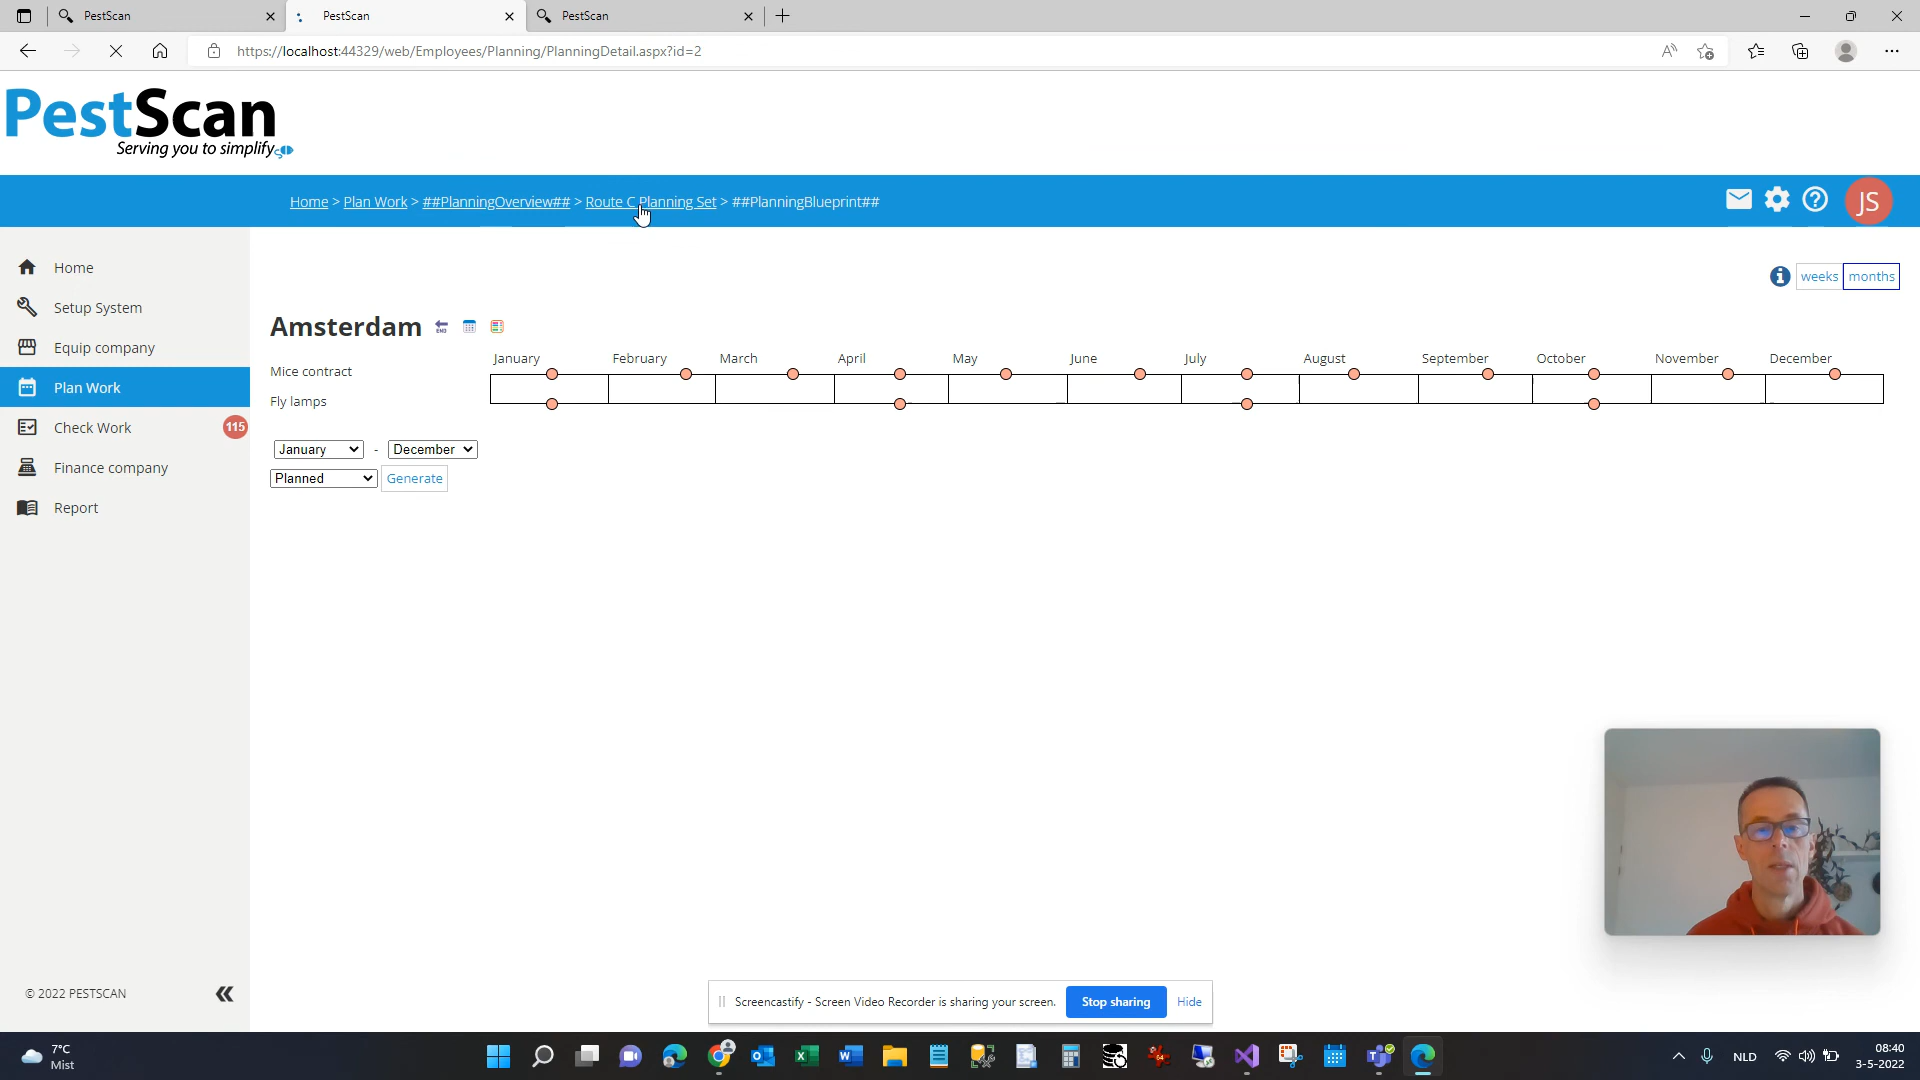 PestScan
PestScan
PestScan
https://localhost:44329/web/Employees/Planning/PlanningDetail.aspx?id=2
PestScan
Serving you to simplify
Home > Plan Work > ##PlanningOverview## > Route C Planning Set > ##PlanningBlueprint##
JS
Home
Setup System
Equip company
Plan Work
Check Work 115
Finance company
Report
weeks months
Amsterdam END
January February March April May June July August September October November December
Mice contract
Fly lamps
January - December
Planned Generate
© 2022 PESTSCAN
Screencastify - Screen Video Recorder is sharing your screen. Stop sharing Hide
7°C
Mist
NLD
08:40
3-5-2022